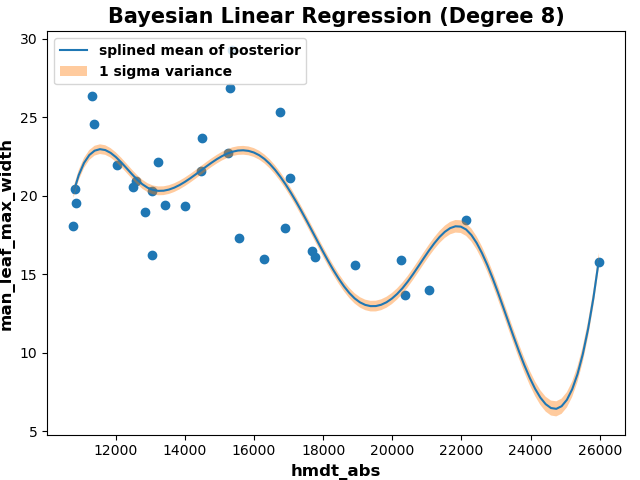 Bayesian Linear Regression (Degree 8)
splined mean of posterior
1 sigma variance
30
25
20
15
10
5
man_leaf_max_width
12000 14000 16000 18000 20000 22000 24000 26000
hmdt_abs